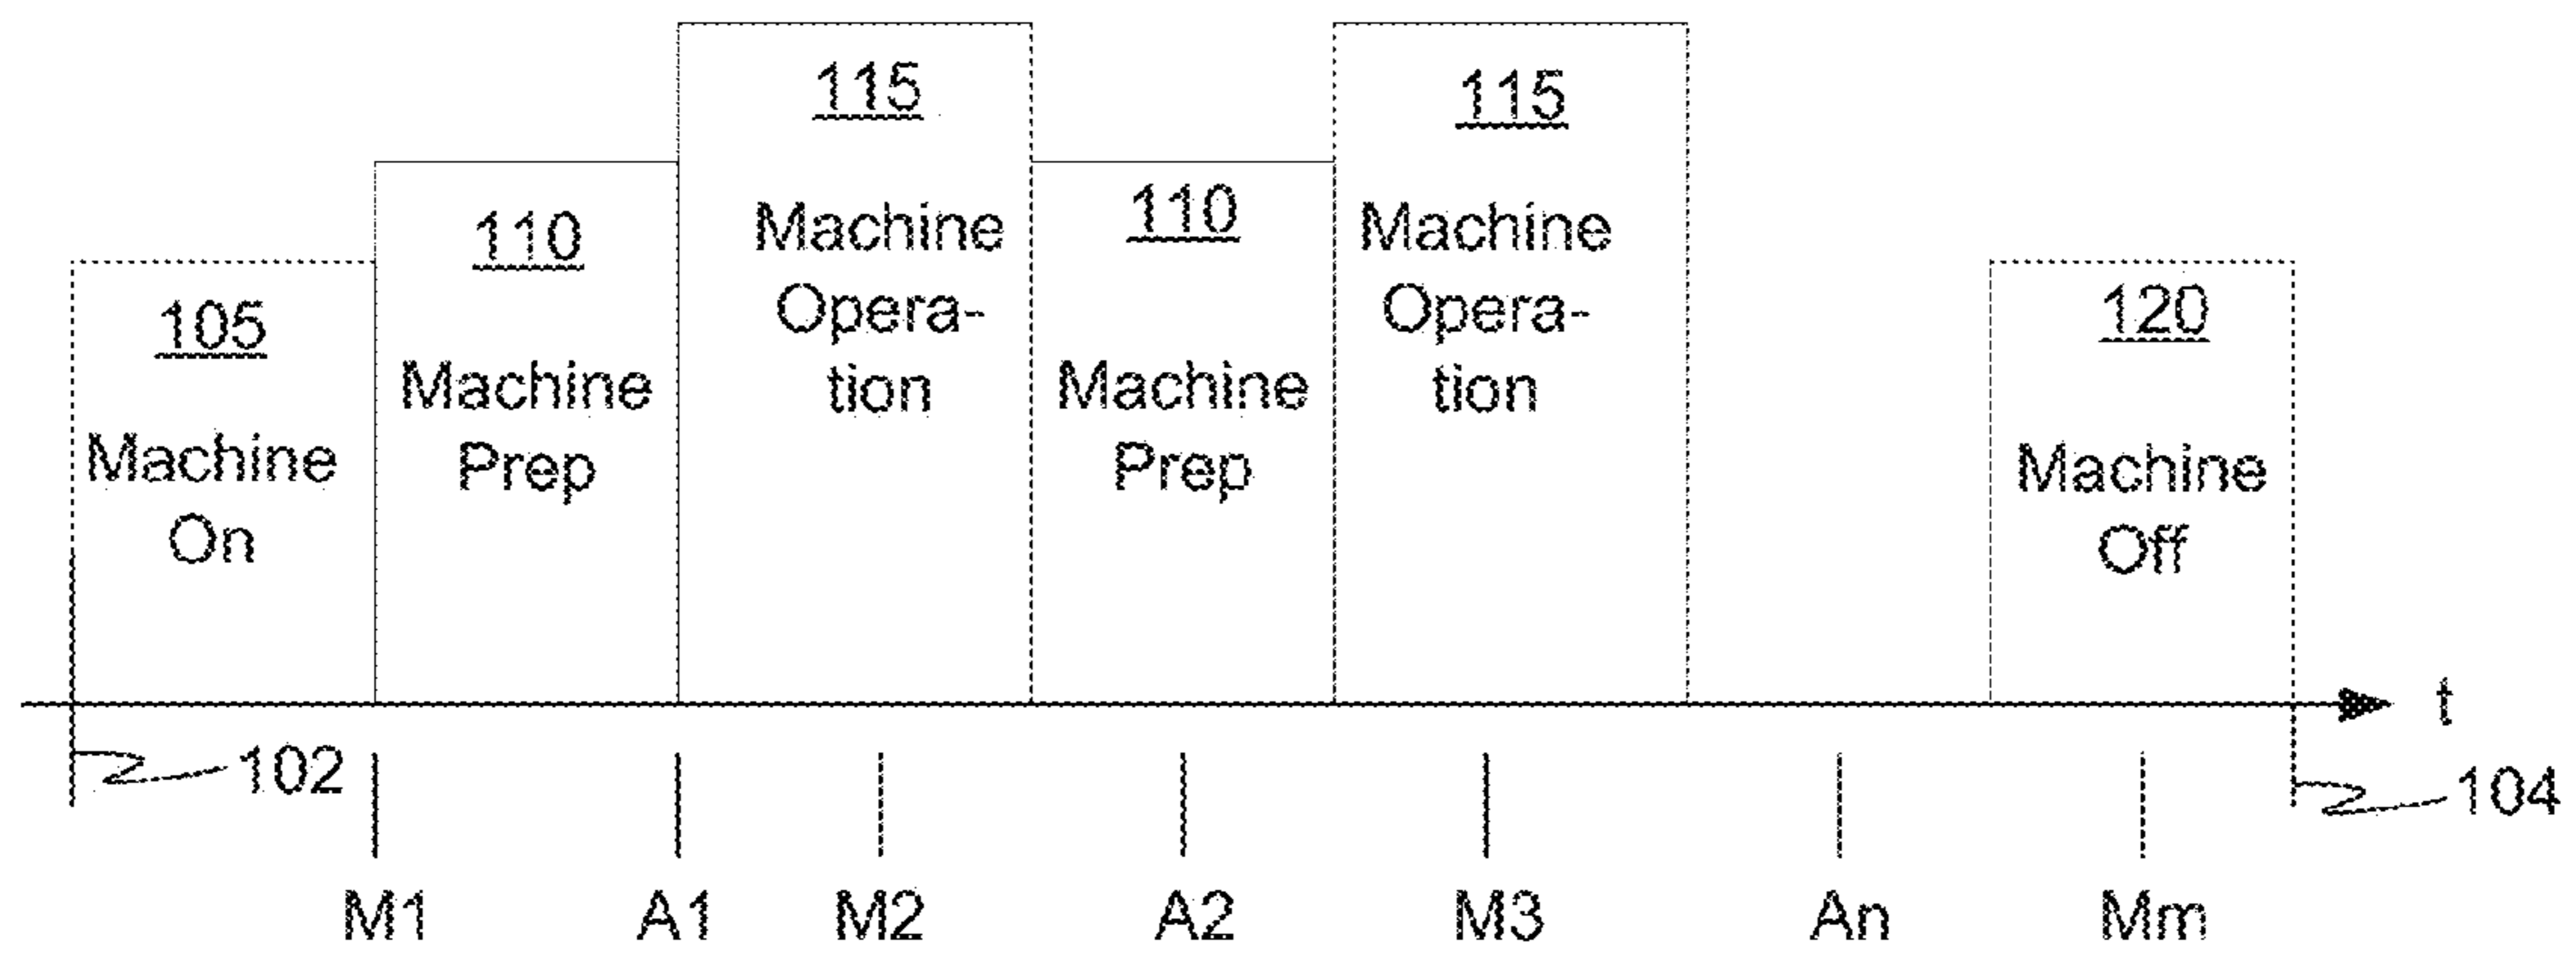 105
Machine
On
110
Machine
Prep
115
Machine
Opera-
tion
110
Machine
Prep
115
Machine
Opera-
tion
120
Machine
Off
t
102
104
M1
A1
M2
A2
M3
An
Mm